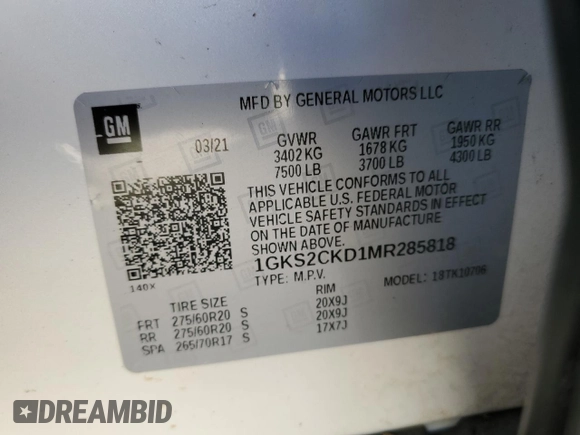 GM
MFD BY GENERAL MOTORS LLC
03/21
GVWR GAWR FRT GAWR RR
3402 KG 1678 KG 1950 KG
7500 LB 3700 LB 4300 LB
THIS VEHICLE CONFORMS TO ALL
APPLICABLE U.S. FEDERAL MOTOR
VEHICLE SAFETY STANDARDS IN EFFECT
ON THE DATE OF MANUFACTURE
SHOWN ABOVE.
1GKS2CKD1MR285818
TYPE: M.P.V. MODEL: 18TK10706
140X
TIRE SIZE RIM
FRT 275/60R20 S 20X9J
RR 275/60R20 S 20X9J
SPA 265/70R17 S 17X7J
DREAMBID